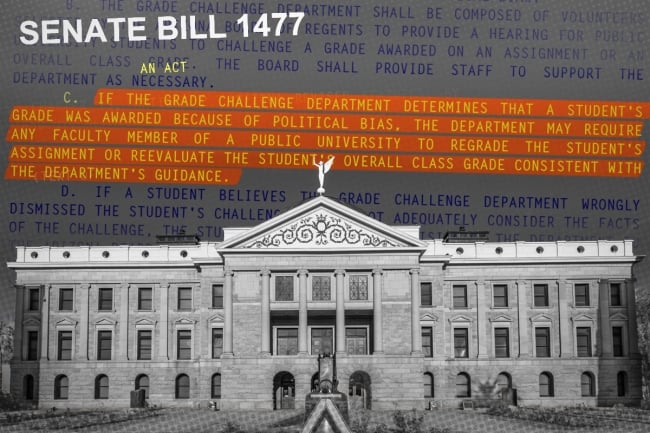 B. THE GRADE CHALLENGE DEPARTMENT SHALL BE COMPOSED OF VOLUNTEERS
SENATE BILL 1477
OF REGENTS TO PROVIDE A HEARING FOR PUBLIC
STUDENTS TO CHALLENGE A GRADE AWARDED ON AN ASSIGNMENT OR AN
OVERALL CLASS THE BOARD SHALL PROVIDE STAFF TO SUPPORT THE
AN ACT
DEPARTMENT AS NECESSARY.
C. IF THE GRADE CHALLENGE DEPARTMENT DETERMINES THAT A STUDENT'S
GRADE WAS AWARDED BECAUSE OF POLITICAL BIAS, THE DEPARTMENT MAY REQUIRE
ANY FACULTY MEMBER OF A PUBLIC UNIVERSITY TO REGRADE THE STUDENT'S
ASSIGNMENT OR REEVALUATE THE STUDENT'S OVERALL CLASS GRADE CONSISTENT WITH
THE DEPARTMENT'S GUIDANCE.
D. IF A STUDENT BELIEVES THE GRADE CHALLENGE DEPARTMENT WRONGLY
DISMISSED THE STUDENT'S ADEQUATELY CONSIDER THE FACTS
OF THE CHALLENGE, THE